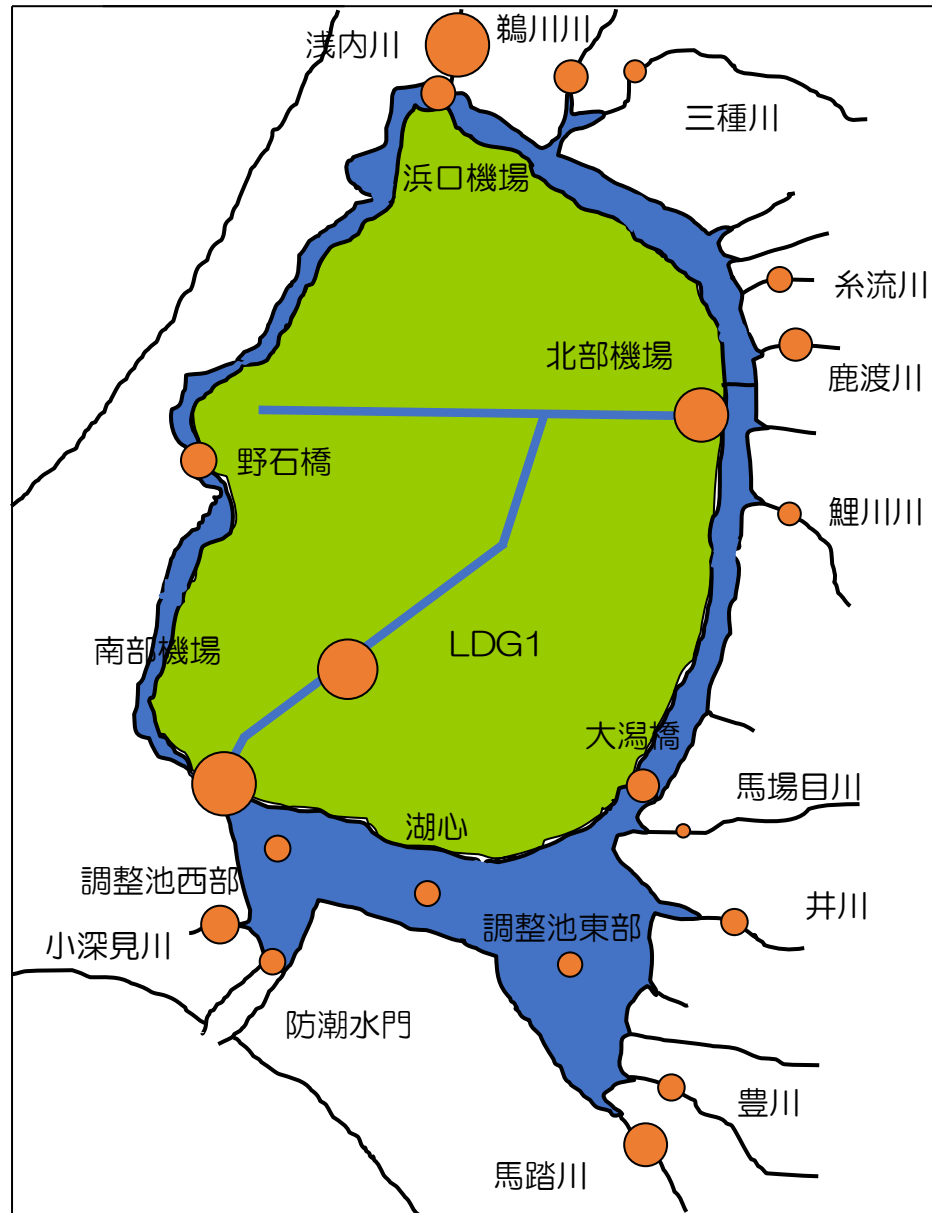 鵜川川
浅内川
三種川
浜口機場
糸流川
北部機場
鹿渡川
野石橋
鯉川川
南部機場
LDG1
大潟橋
馬場目川
湖心
調整池西部
井川
調整池東部
小深見川
防潮水門
豊川
馬踏川